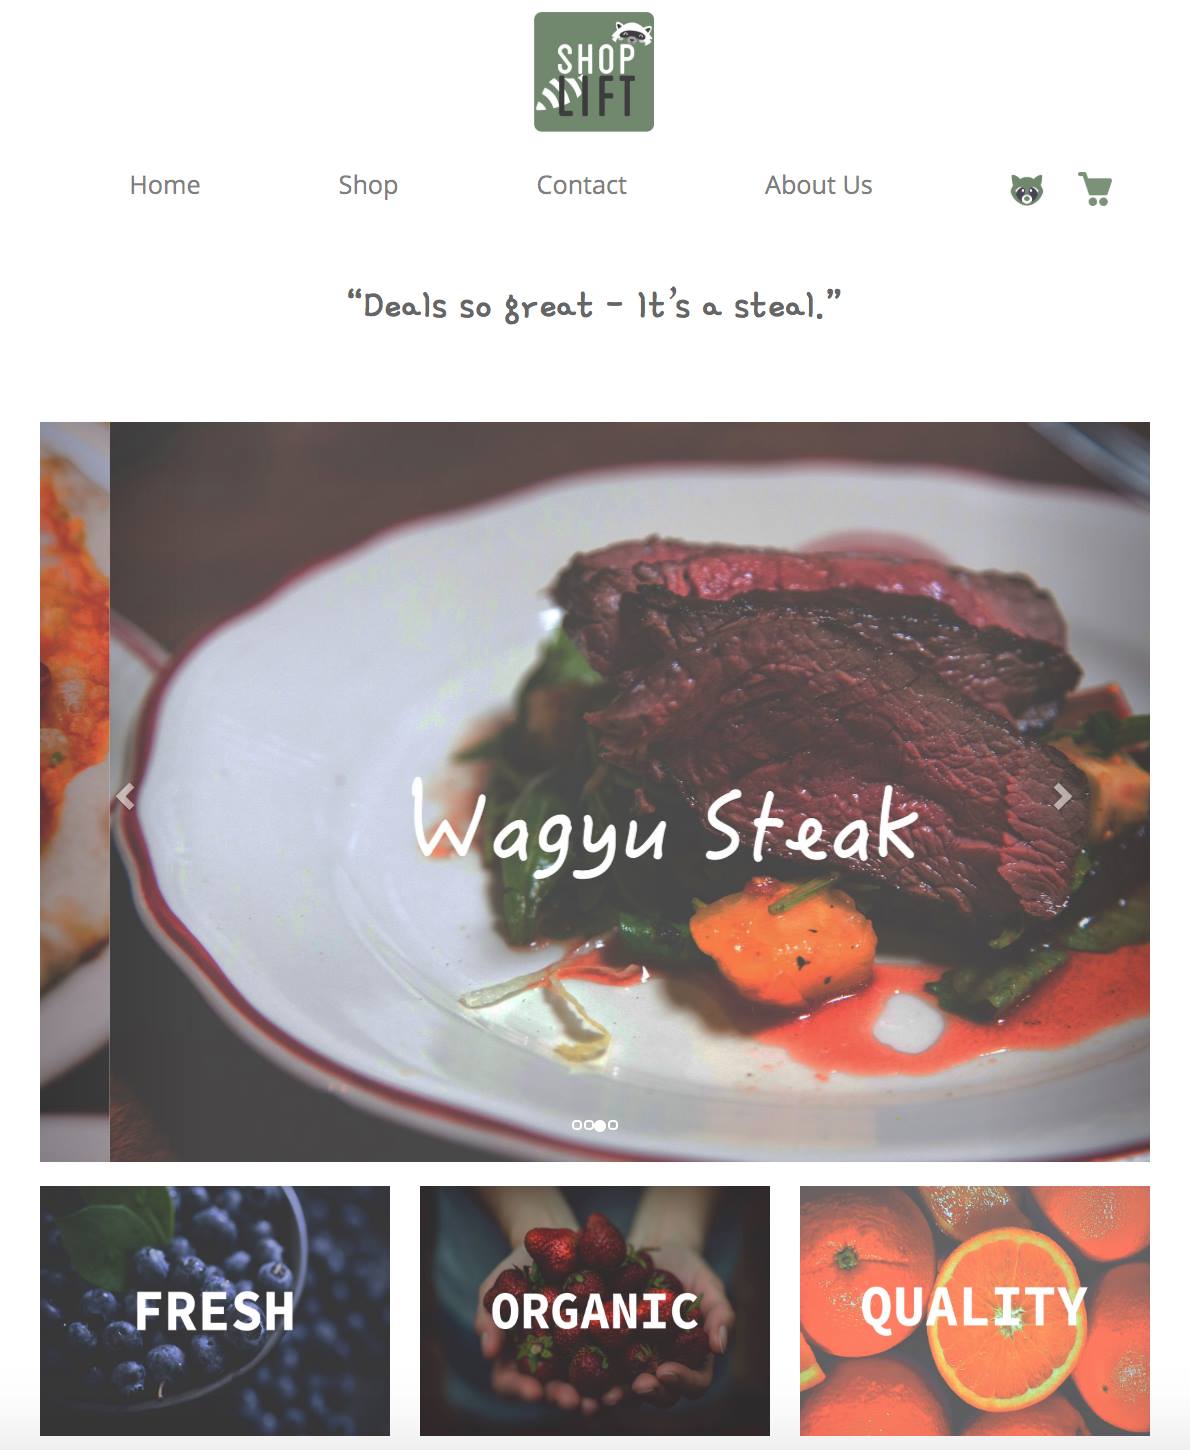 SHOP
LIFT
Home Shop Contact About Us
“Deals so great - It’s a steal.”
Wagyu Steak
FRESH ORGANIC QUALITY